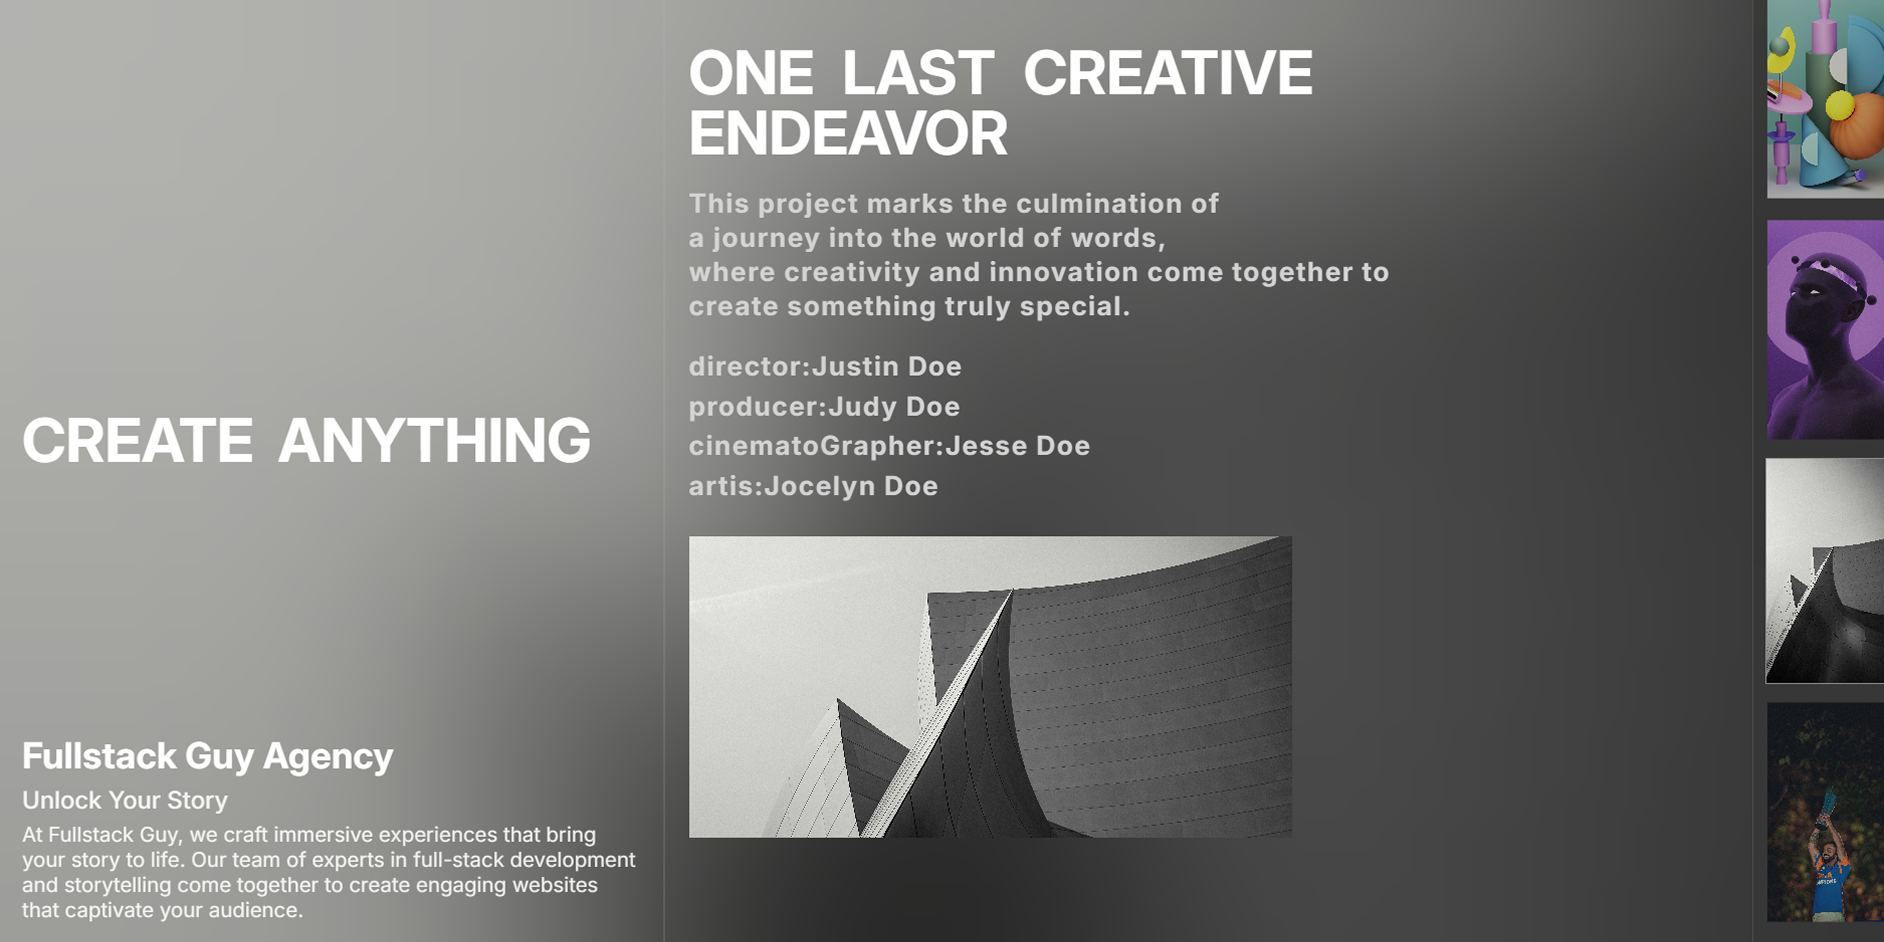 CREATE ANYTHING
Fullstack Guy Agency
Unlock Your Story
At Fullstack Guy, we craft immersive experiences that bring
your story to life. Our team of experts in full-stack development
and storytelling come together to create engaging websites
that captivate your audience.
ONE LAST CREATIVE
ENDEAVOR
This project marks the culmination of
a journey into the world of words,
where creativity and innovation come together to
create something truly special.
director:Justin Doe
producer:Judy Doe
cinematoGrapher:Jesse Doe
artis:Jocelyn Doe